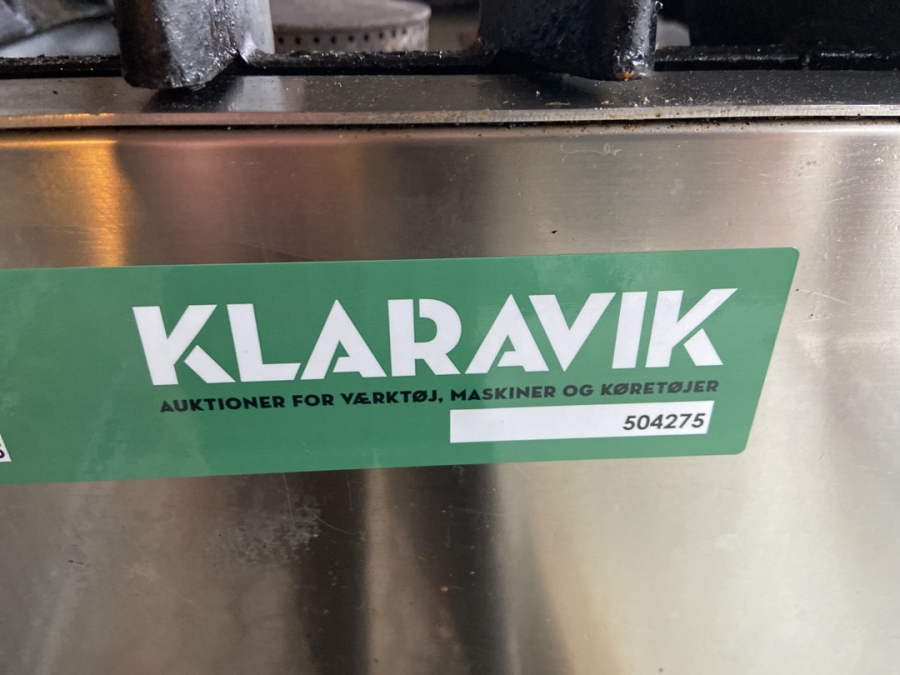 KLARAVIK
AUKTIONER FOR VÆRKTØJ, MASKINER OG KØRETØJER
504275